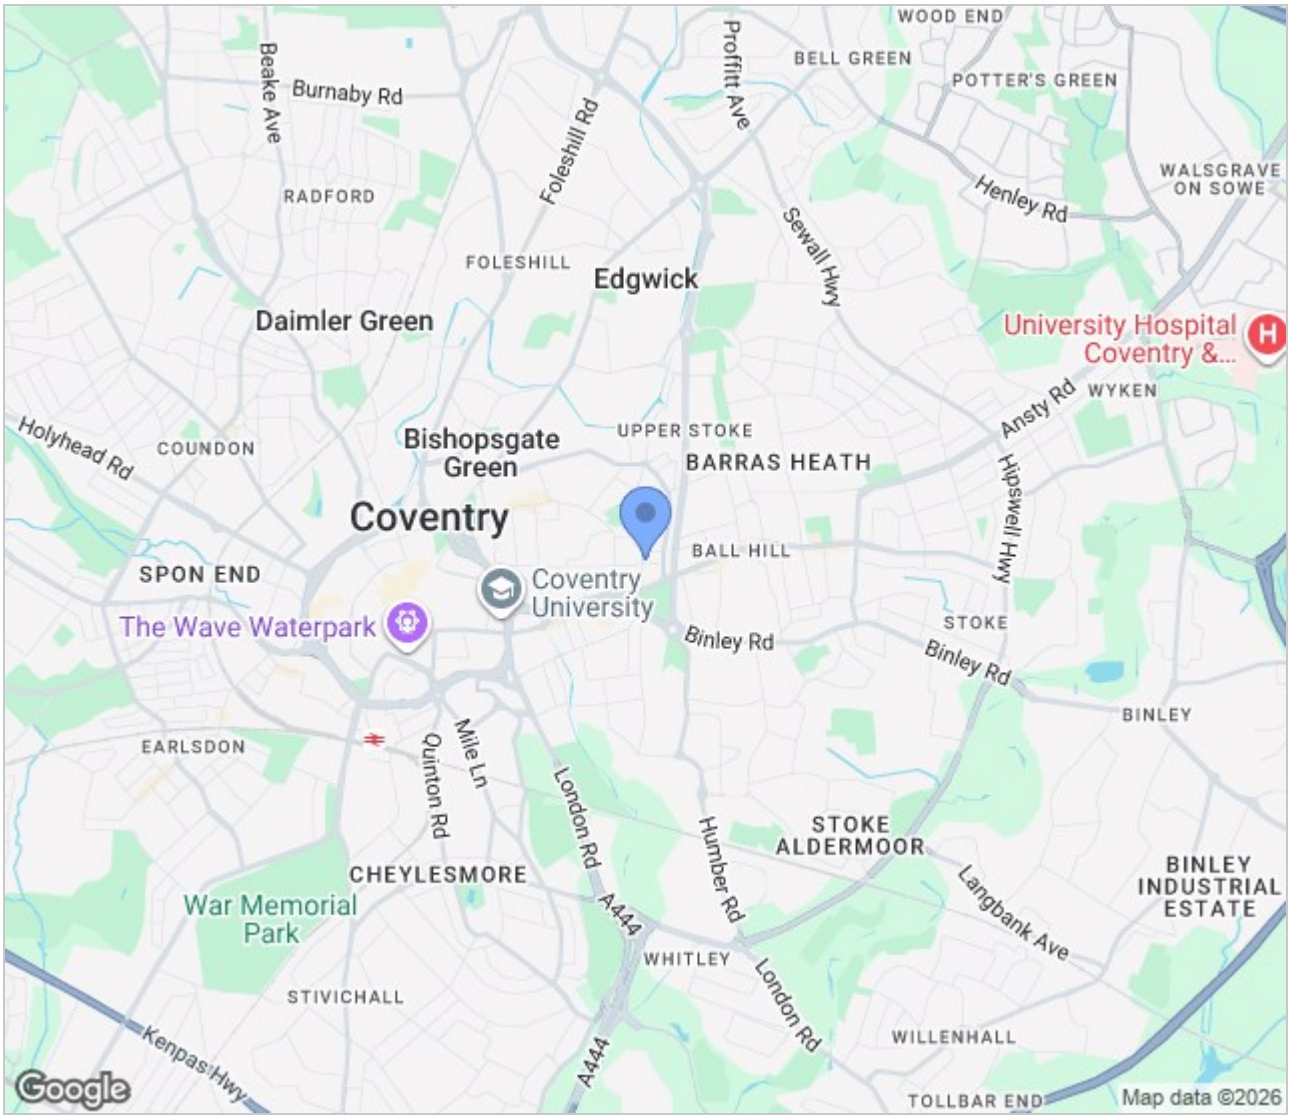 WOOD END
Proffitt Ave
Beake Ave
BELL GREEN
Burnaby Rd
POTTER'S GREEN
Foleshill Rd
WALSGRAVE
ON SOWE
RADFORD
Henley Rd
Sewall Hwy
FOLESHILL
Edgwick
Daimler Green
University Hospital
Coventry &...
H
WYKEN
Ansty Rd
Holyhead Rd
COUNDON
Bishopsgate
Green
UPPER STOKE
BARRAS HEATH
Hipswell Hwy
Coventry
BALL HILL
SPON END
Coventry
University
The Wave Waterpark
STOKE
Binley Rd
Binley Rd
BINLEY
EARLSDON
Mile Ln
Quinton Rd
London Rd
Humber Rd
STOKE
ALDERMOOR
CHEYLESMORE
BINLEY
INDUSTRIAL
ESTATE
War Memorial
Park
Langbank Ave
A444
WHITLEY
London Rd
STIVICHALL
WILLENHALL
Kenpas Hwy
A444
Google
TOLLBAR END
Map data ©2026